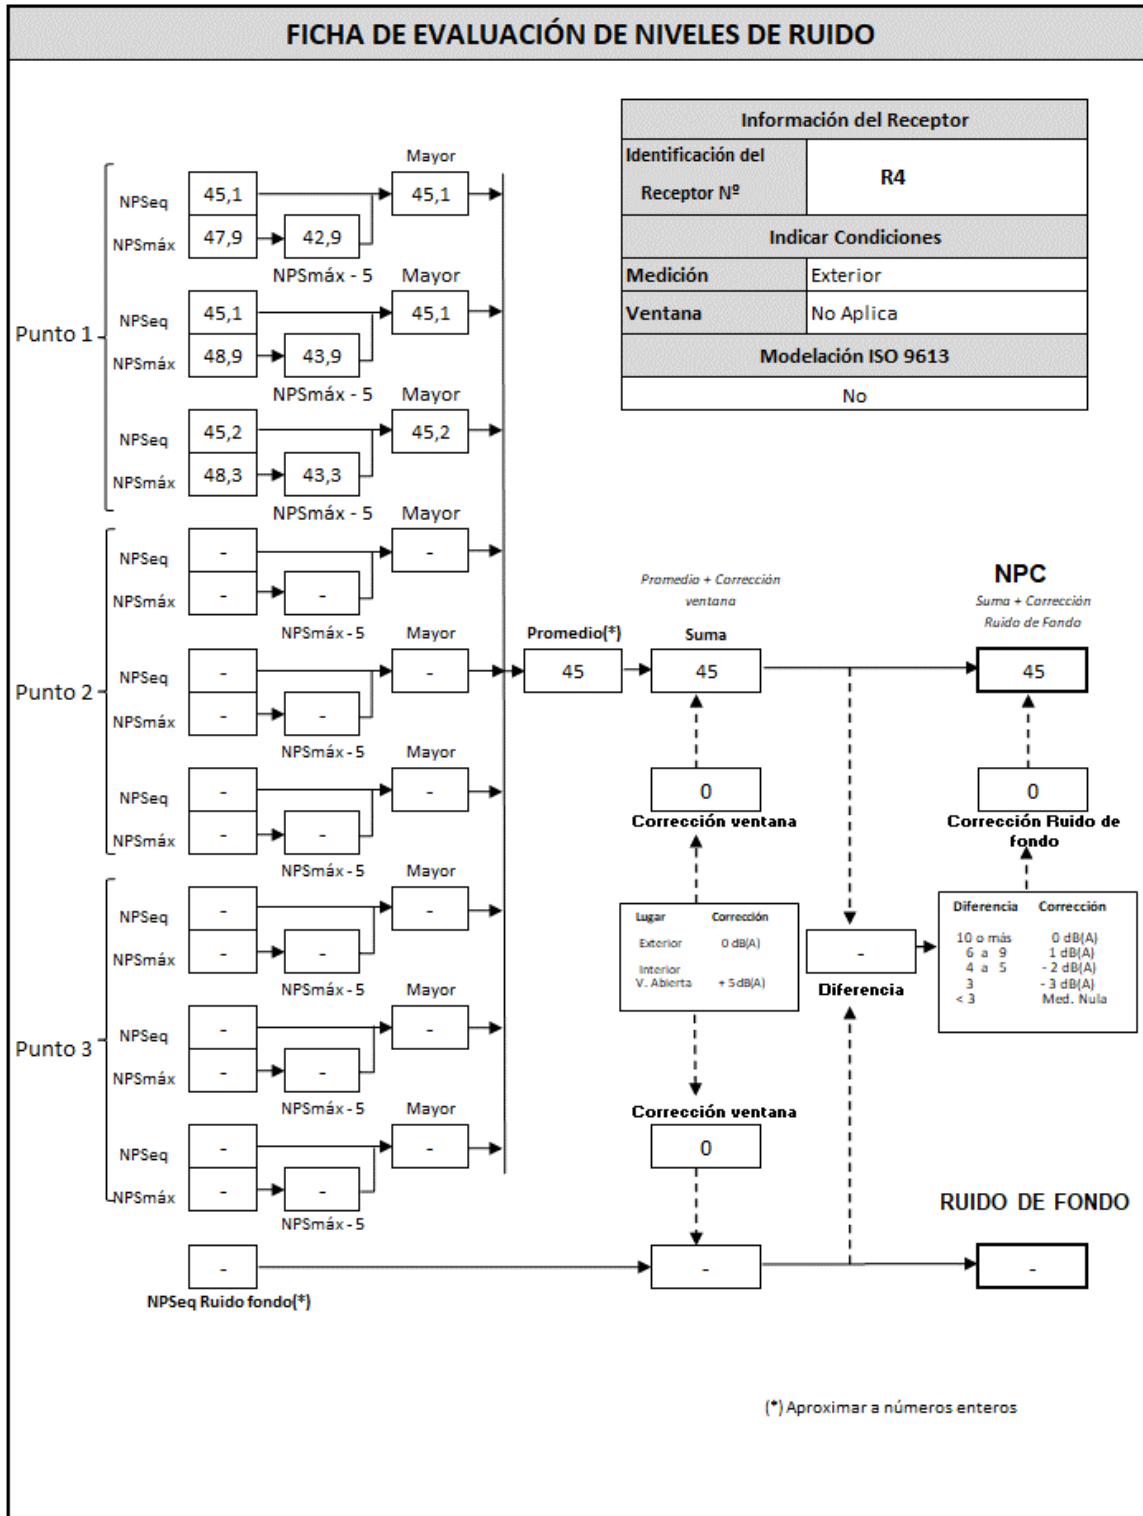 FICHA DE EVALUACIÓN DE NIVELES DE RUIDO
Información del Receptor
Identificación del
Receptor Nº
R4
Indicar Condiciones
Medición Exterior
Ventana No Aplica
Modelación ISO 9613
No
Punto 1
Mayor
NPSeq 45,1 45,1
NPSmáx 47,9 42,9
NPSmáx - 5 Mayor
NPSeq 45,1 45,1
NPSmáx 48,9 43,9
NPSmáx - 5 Mayor
NPSeq 45,2 45,2
NPSmáx 48,3 43,3
NPSmáx - 5 Mayor
Punto 2
NPSeq - -
NPSmáx - -
NPSmáx - 5 Mayor
NPSeq - -
NPSmáx - -
NPSmáx - 5 Mayor
NPSeq - -
NPSmáx - -
NPSmáx - 5 Mayor
Punto 3
NPSeq - -
NPSmáx - -
NPSmáx - 5 Mayor
NPSeq - -
NPSmáx - -
NPSmáx - 5 Mayor
NPSeq - -
NPSmáx - -
NPSmáx - 5
-
NPSeq Ruido fondo(*)
Promedio(*)
45
Promedio + Corrección
ventana
Suma
45
0
Corrección ventana
Lugar Corrección
Exterior 0 dB(A)
Interior
V. Abierta + 5 dB(A)
Corrección ventana
0
-
-
Diferencia
NPC
Suma + Corrección
Ruido de Fondo
45
0
Corrección Ruido de
fondo
Diferencia Corrección
10 o más 0 dB(A)
6 a 9 1 dB(A)
4 a 5 - 2 dB(A)
3 - 3 dB(A)
< 3 Med. Nula
RUIDO DE FONDO
-
(*) Aproximar a números enteros